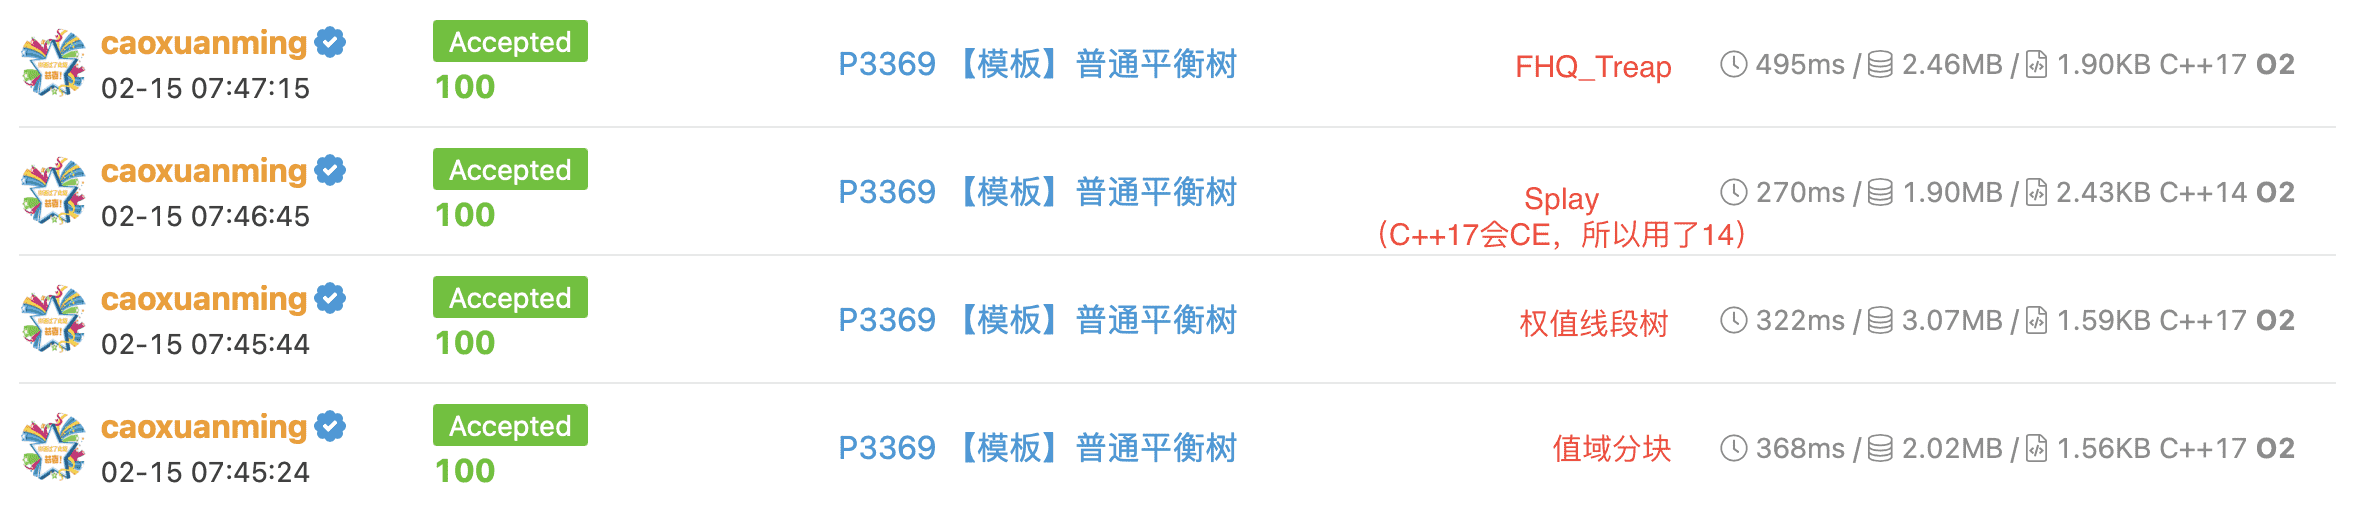 caoxuanming
Accepted
P3369 【模板】普通平衡树
FHQ_Treap
495ms / 2.46MB / 1.90KB C++17 O2
02-15 07:47:15
100
caoxuanming
Accepted
P3369 【模板】普通平衡树
Splay
(C++17会CE，所以用了14)
270ms / 1.90MB / 2.43KB C++14 O2
02-15 07:46:45
100
caoxuanming
Accepted
P3369 【模板】普通平衡树
权值线段树
322ms / 3.07MB / 1.59KB C++17 O2
02-15 07:45:44
100
caoxuanming
Accepted
P3369 【模板】普通平衡树
值域分块
368ms / 2.02MB / 1.56KB C++17 O2
02-15 07:45:24
100